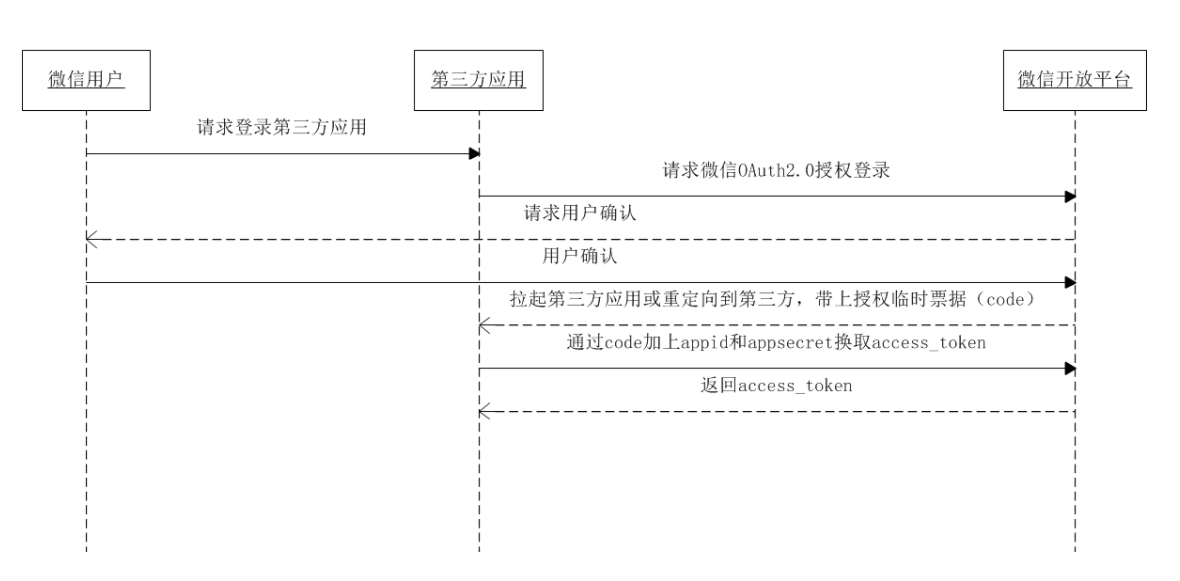 微信用户
第三方应用
微信开放平台
请求登录第三方应用
请求微信OAuth2.0授权登录
请求用户确认
用户确认
拉起第三方应用或重定向到第三方，带上授权临时票据（code）
通过code加上appid和appsecret换取access_token
返回access_token